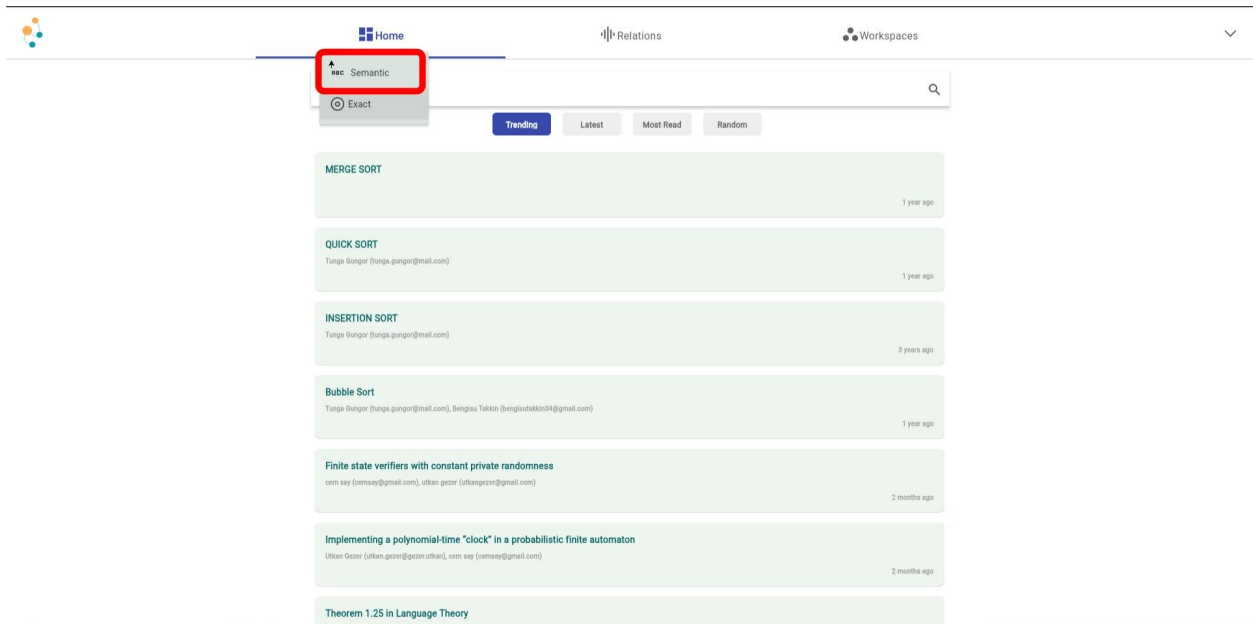 Home
Relations
Workspaces
ABC Semantic
Exact
Trending
Latest
Most Read
Random
MERGE SORT
1 year ago
QUICK SORT
Tunga Gungor (tunga.gungor@mail.com)
1 year ago
INSERTION SORT
Tunga Gungor (tunga.gungor@mail.com)
3 years ago
Bubble Sort
Tunga Gungor (tunga.gungor@mail.com), Bengisu Takkin (bengisutakkin34@gmail.com)
1 year ago
Finite state verifiers with constant private randomness
cem say (cemsay@gmail.com), utkan gezer (utkangezer@gmail.com)
2 months ago
Implementing a polynomial-time “clock” in a probabilistic finite automaton
Utkan Gezer (utkan.gezer@gezer.utkan), cem say (cemsay@gmail.com)
2 months ago
Theorem 1.25 in Language Theory